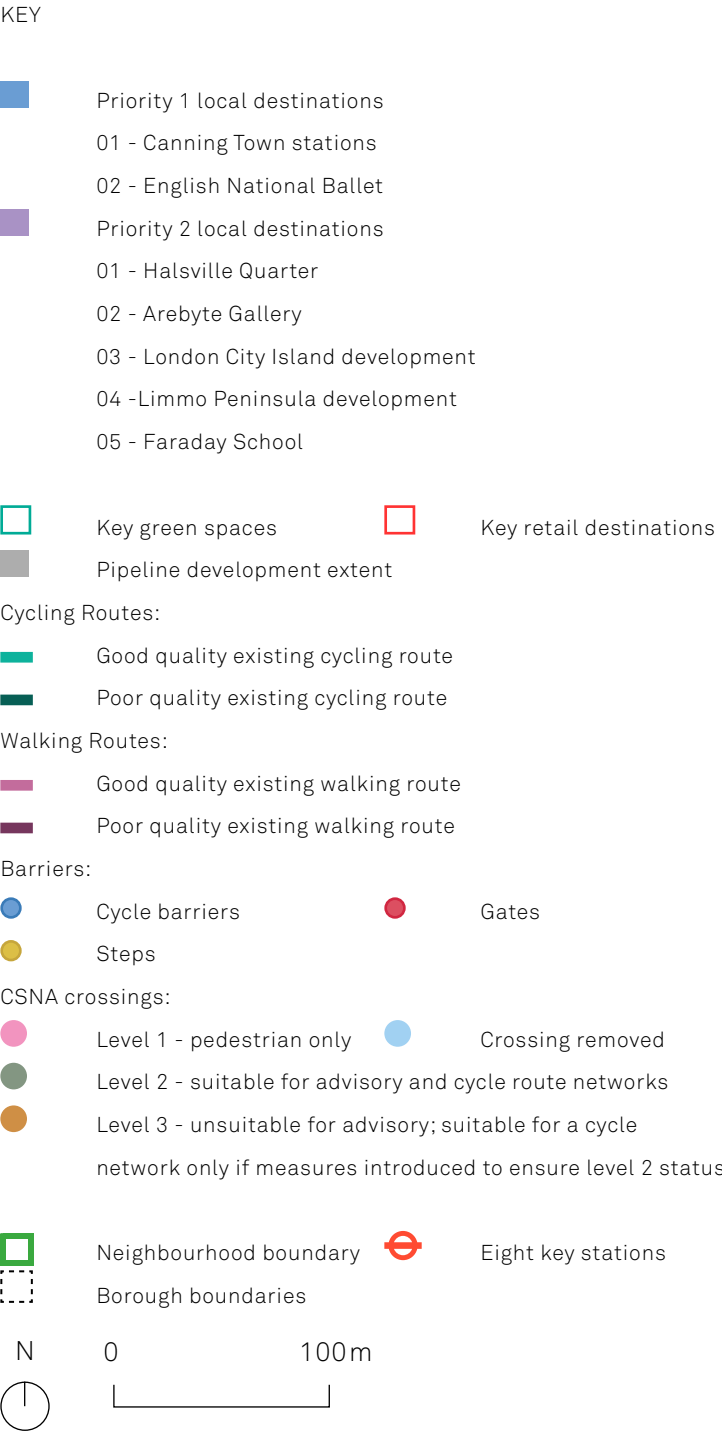 KEY
Priority 1 local destinations
01 - Canning Town stations
02 - English National Ballet
Priority 2 local destinations
01 - Halsville Quarter
02 - Arebyte Gallery
03 - London City Island development
04 -Limmo Peninsula development
05 - Faraday School
Key green spaces
Key retail destinations
Pipeline development extent
Cycling Routes:
Good quality existing cycling route
Poor quality existing cycling route
Walking Routes:
Good quality existing walking route
Poor quality existing walking route
Barriers:
Cycle barriers
Gates
Steps
CSNA crossings:
Level 1 - pedestrian only
Crossing removed
Level 2 - suitable for advisory and cycle route networks
Level 3 - unsuitable for advisory; suitable for a cycle
network only if measures introduced to ensure level 2 status
Neighbourhood boundary
Eight key stations
Borough boundaries
N 0 100m